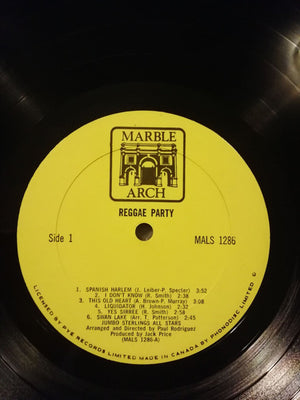 MARBLE
ARCH
REGGAE PARTY
Side 1
MALS 1286
1. SPANISH HARLEM (J. Leiber-P. Specter) 3:52
2. I DON'T KNOW (R. Smith) 2:38
3. THIS OLD HEART (A. Brown-P. Murray) 3:08
4. LIQUIDATOR (H. Johnson) 2:38
5. YES SIRREE (R. Smith) 2:58
6. SWAN LAKE (Arr. T. Patterson) 2:45
JUMBO STERLINGS ALL STARS
Arranged and Directed by Paul Rodriguez
Produced by Jack Price
(MALS 1286-A)
LICENSED BY PYE RECORDS LIMITED MADE IN CANADA BY PHONODISC LIMITED ©